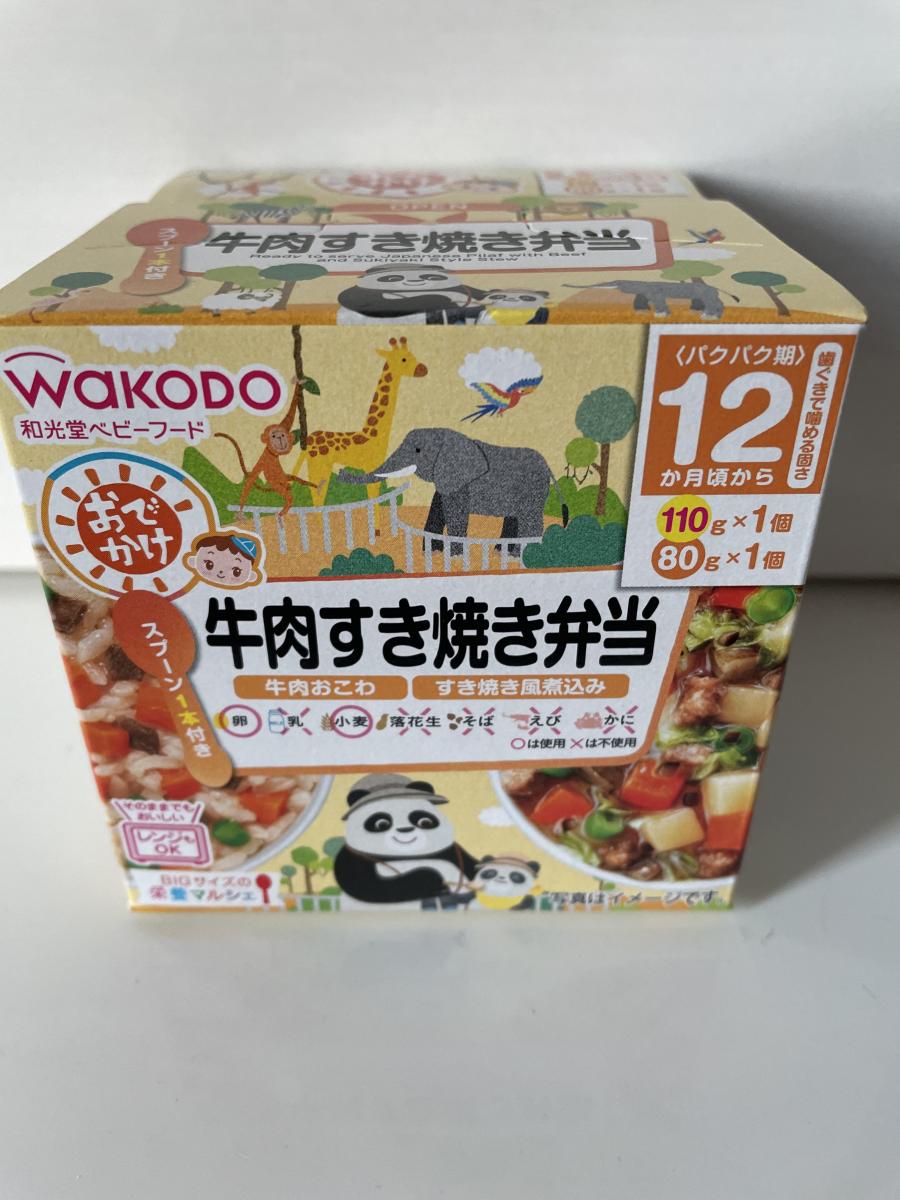 OPEN
スプーン1本付き
牛肉すき焼き弁当
Ready to serve Japanese Pilaf with Beef
and Sukiyaki Style Stew
WAKODO
和光堂ベビーフード
〈パクパク期〉
12
か月頃から
歯ぐきで噛める固さ
110g×1個
80g×1個
おで
かけ
スプーン1本付き
牛肉すき焼き弁当
牛肉おこわ
すき焼き風煮込み
卵 乳 小麦 落花生 そば えび かに
○は使用×は不使用
そのままでも
おいしい
レンジも
OK
BIGサイズの
栄養マルシェ
写真はイメージです。